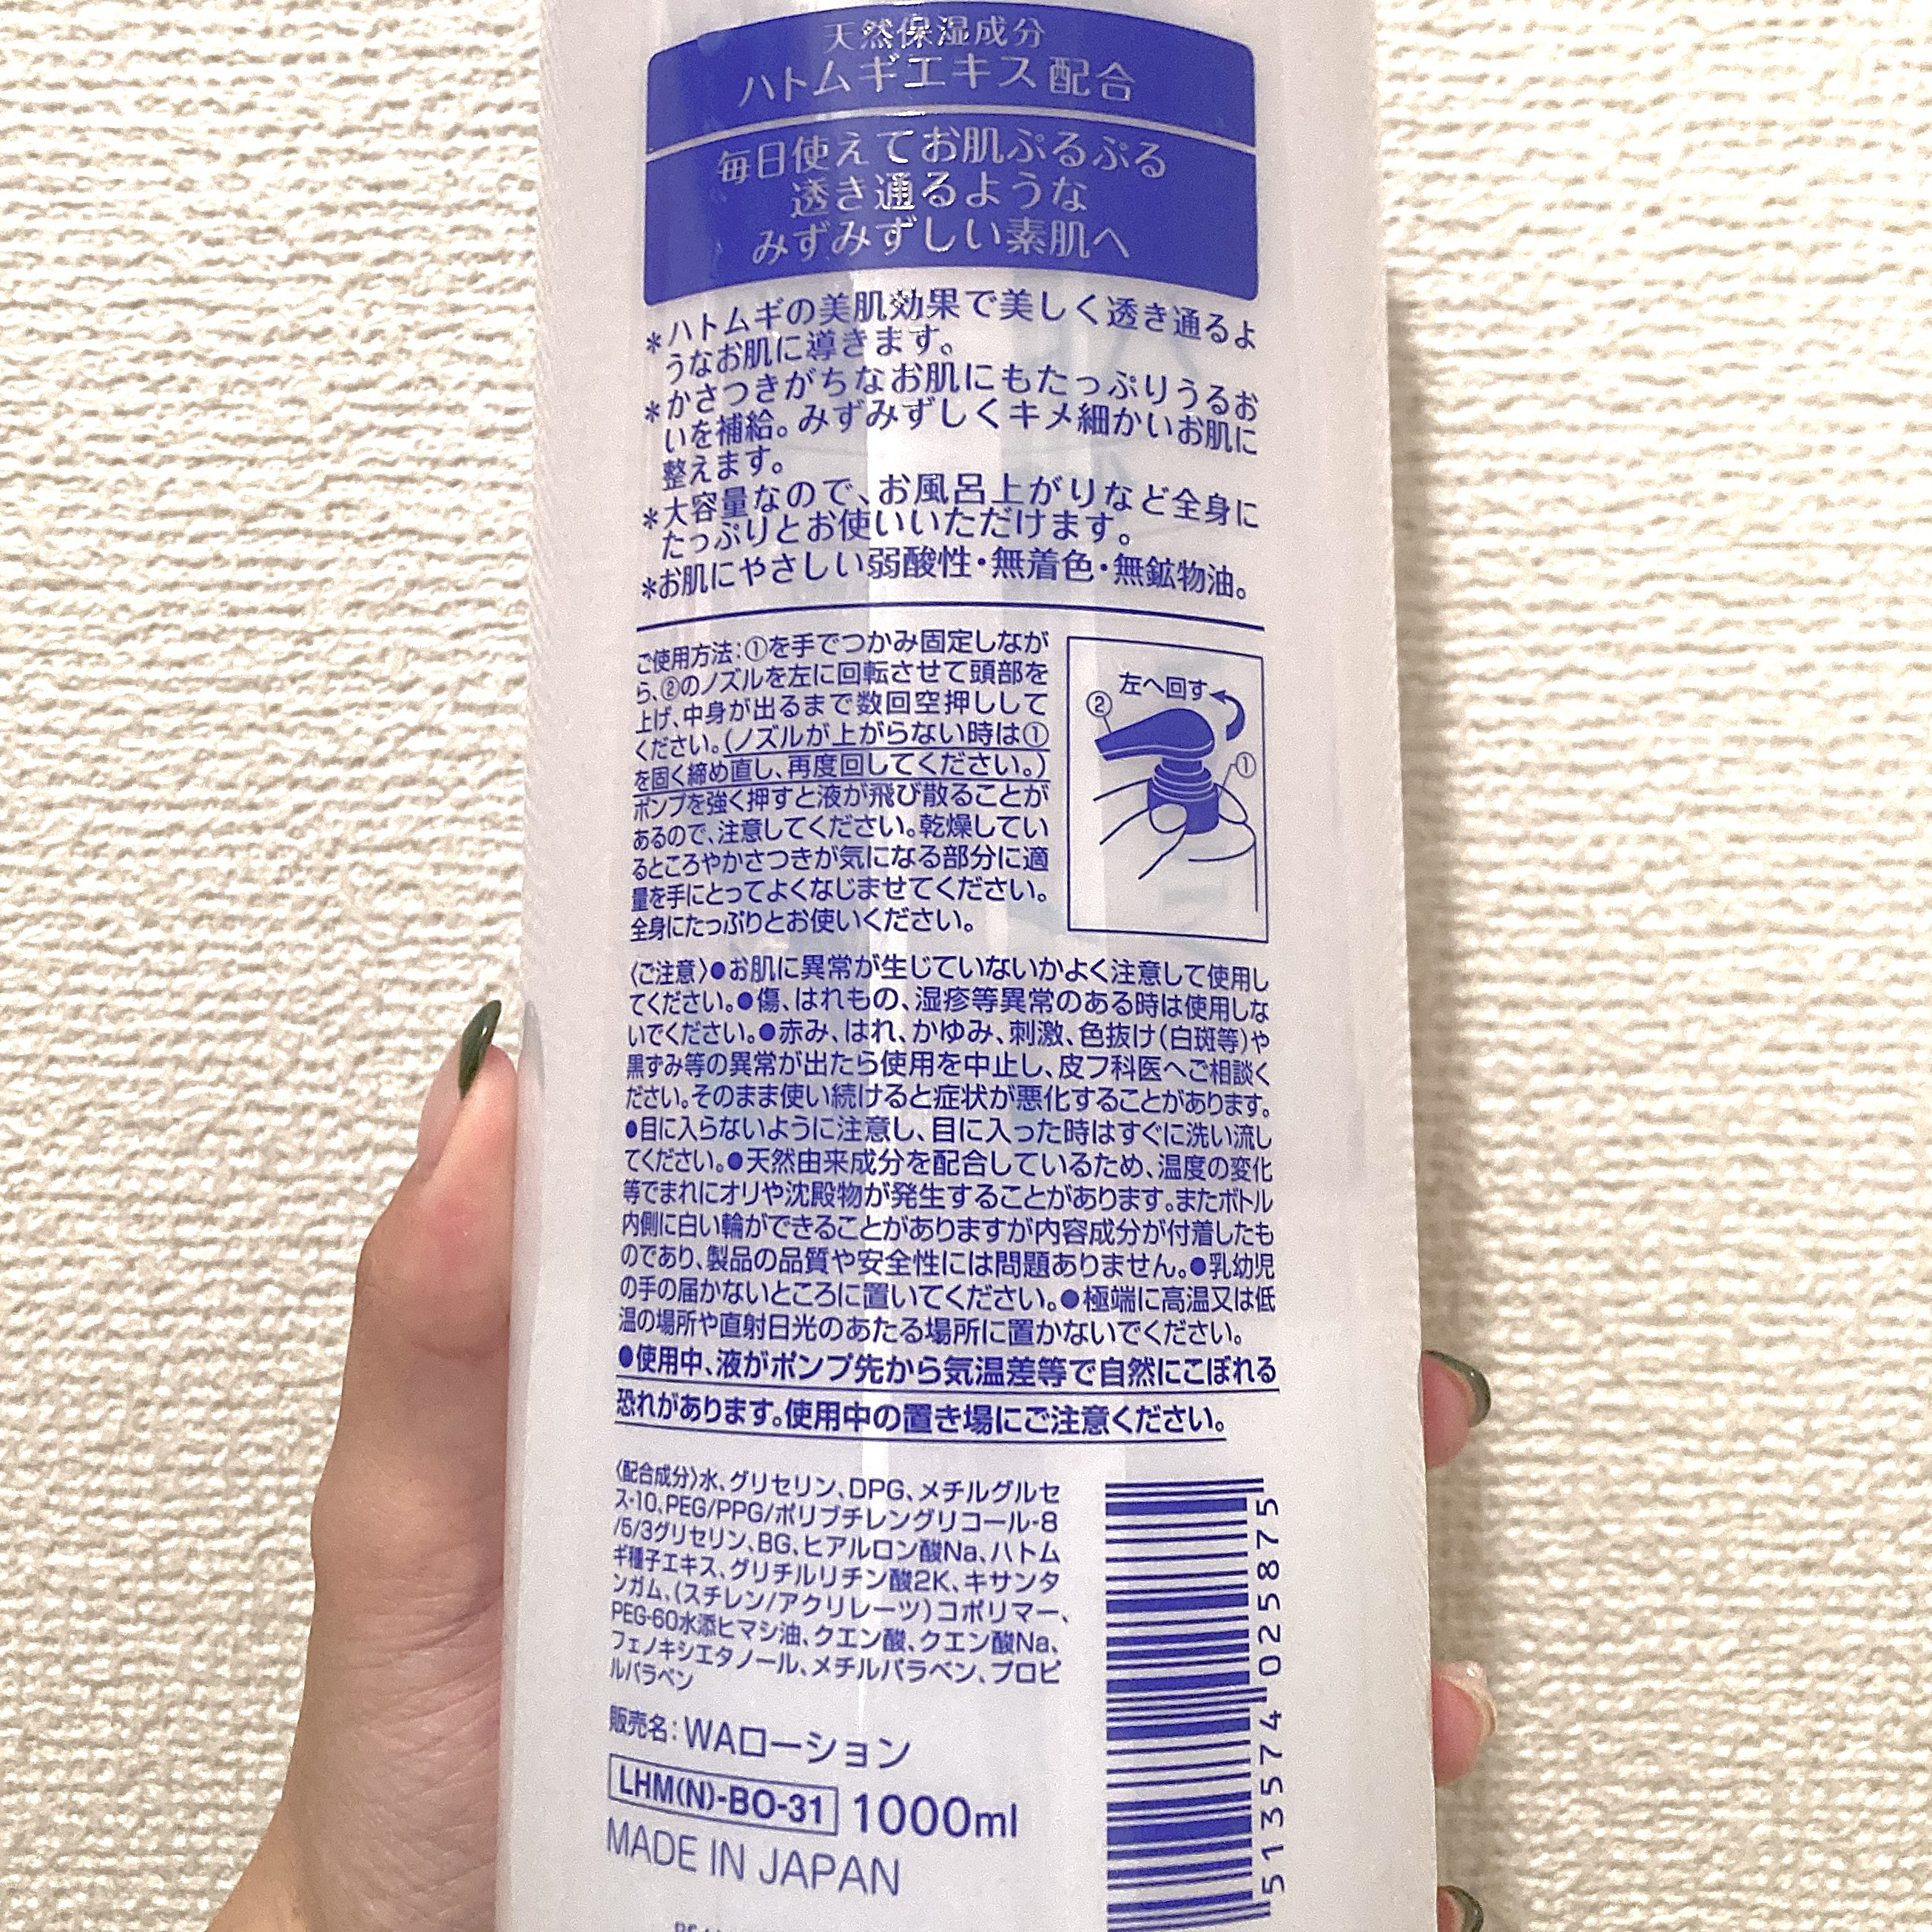 天然保湿成分
ハトムギエキス配合
毎日使えてお肌ぷるぷる
透き通るような
みずみずしい素肌へ
*ハトムギの美肌効果で美しく透き通るよ
うなお肌に導きます。
*かさつきがちなお肌にもたっぷりうるお
いを補給。みずみずしくキメ細かいお肌に
整えます。
*大容量なので、お風呂上がりなど全身に
たっぷりとお使いいただけます。
*お肌にやさしい弱酸性・無着色・無鉱物油。
ご使用方法:①を手でつかみ固定しなが
ら、②のノズルを左に回転させて頭部を
上げ、中身が出るまで数回空押しして
ください。(ノズルが上がらない時は①
を固く締め直し、再度回してください。)
ポンプを強く押すと液が飛び散ることが
あるので、注意してください。乾燥してい
るところやかさつきが気になる部分に適
量を手にとってよくなじませてください。
全身にたっぷりとお使いください。
左へ回す
②
①
〈ご注意〉●お肌に異常が生じていないかよく注意して使用し
てください。●傷、はれもの、湿疹等異常のある時は使用しな
いでください。●赤み、はれ、かゆみ、刺激、色抜け(白斑等)や
黒ずみ等の異常が出たら使用を中止し、皮フ科医へご相談く
ださい。そのまま使い続けると症状が悪化することがあります。
●目に入らないように注意し、目に入った時はすぐに洗い流し
てください。●天然由来成分を配合しているため、温度の変化
等でまれにオリや沈殿物が発生することがあります。またボトル
内側に白い輪ができることがありますが内容成分が付着したも
のであり、製品の品質や安全性には問題ありません。●乳幼児
の手の届かないところに置いてください。●極端に高温又は低
温の場所や直射日光のあたる場所に置かないでください。
●使用中、液がポンプ先から気温差等で自然にこぼれる
恐れがあります。使用中の置き場にご注意ください。
〈配合成分〉水、グリセリン、DPG、メチルグルセ
ス-10、PEG/PPG/ポリブチレングリコール-8
/5/3グリセリン、BG、ヒアルロン酸Na、ハトム
ギ種子エキス、グリチルリチン酸2K、キサンタ
ンガム、(スチレン/アクリレーツ)コポリマー、
PEG-60水添ヒマシ油、クエン酸、クエン酸Na、
フェノキシエタノール、メチルパラベン、プロピ
ルパラベン
販売名:WAローション
LHM(N)-BO-31 1000ml
MADE IN JAPAN
513574 025875